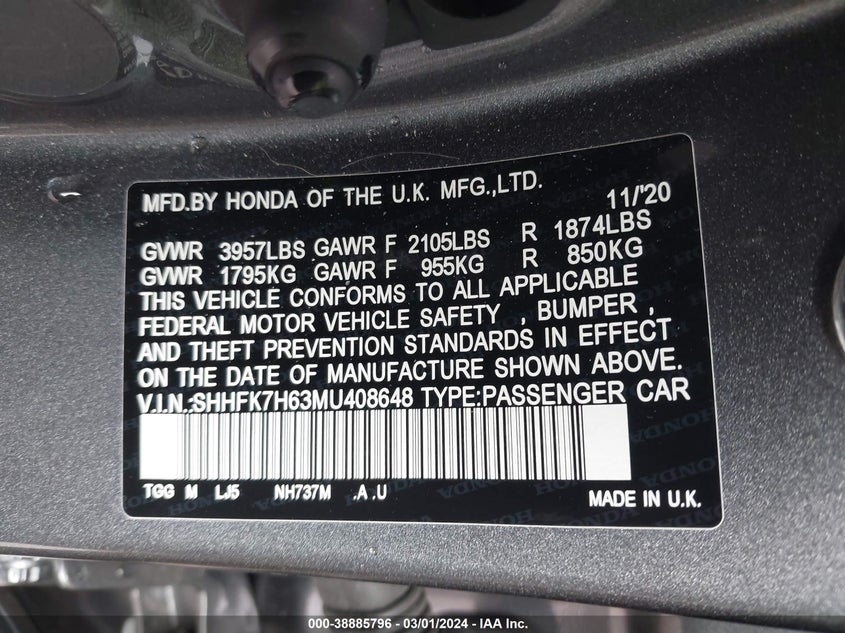 MFD.BY HONDA OF THE U.K. MFG.,LTD. 11/'20
GVWR 3957LBS GAWR F 2105LBS R 1874LBS
GVWR 1795KG GAWR F 955KG R 850KG
THIS VEHICLE CONFORMS TO ALL APPLICABLE
FEDERAL MOTOR VEHICLE SAFETY , BUMPER ,
AND THEFT PREVENTION STANDARDS IN EFFECT
ON THE DATE OF MANUFACTURE SHOWN ABOVE.
V.I.N.:SHHFK7H63MU408648 TYPE:PASSENGER CAR
TGG M LJ5 NH737M .A .U MADE IN U.K.
000-38885796 / 03/01/2024 / IAA Inc.